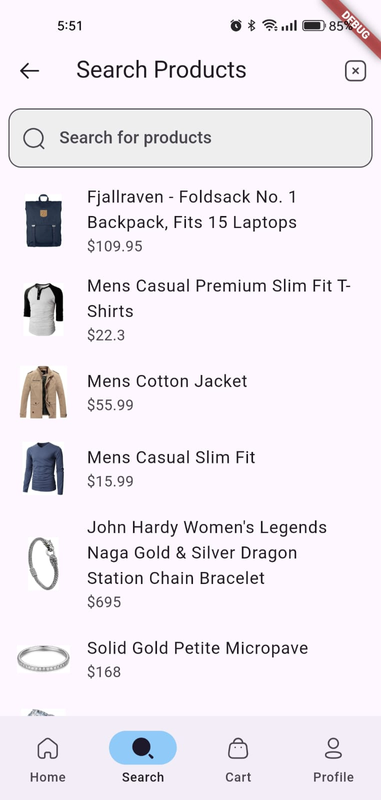 5:51
85%
DEBUG
Search Products
Search for products
Fjallraven - Foldsack No. 1
Backpack, Fits 15 Laptops
$109.95
Mens Casual Premium Slim Fit T-
Shirts
$22.3
Mens Cotton Jacket
$55.99
Mens Casual Slim Fit
$15.99
John Hardy Women's Legends
Naga Gold & Silver Dragon
Station Chain Bracelet
$695
Solid Gold Petite Micropave
$168
Home
Search
Cart
Profile